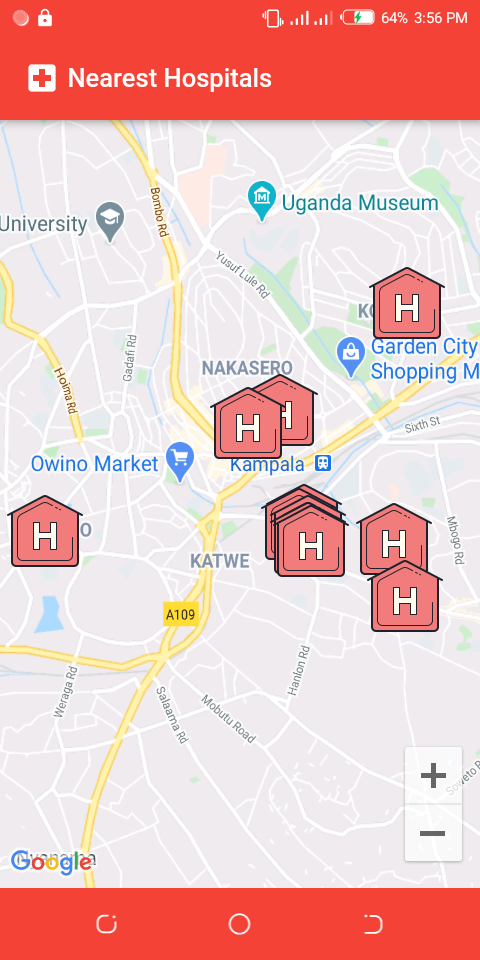 64% 3:56 PM
Nearest Hospitals
Bombo Rd
Uganda Museum
University
Yusuf Lule Rd
KO
Gadafi Rd
Garden City
Shopping M
NAKASERO
Hoima Rd
H
H
H
Sixth St
Owino Market
Kampala
H
O
H
H
Mbogo Rd
KATWE
H
A109
Hanlon Rd
Weraga Rd
Salaama Rd
Mobutu Road
Soweto R
Google